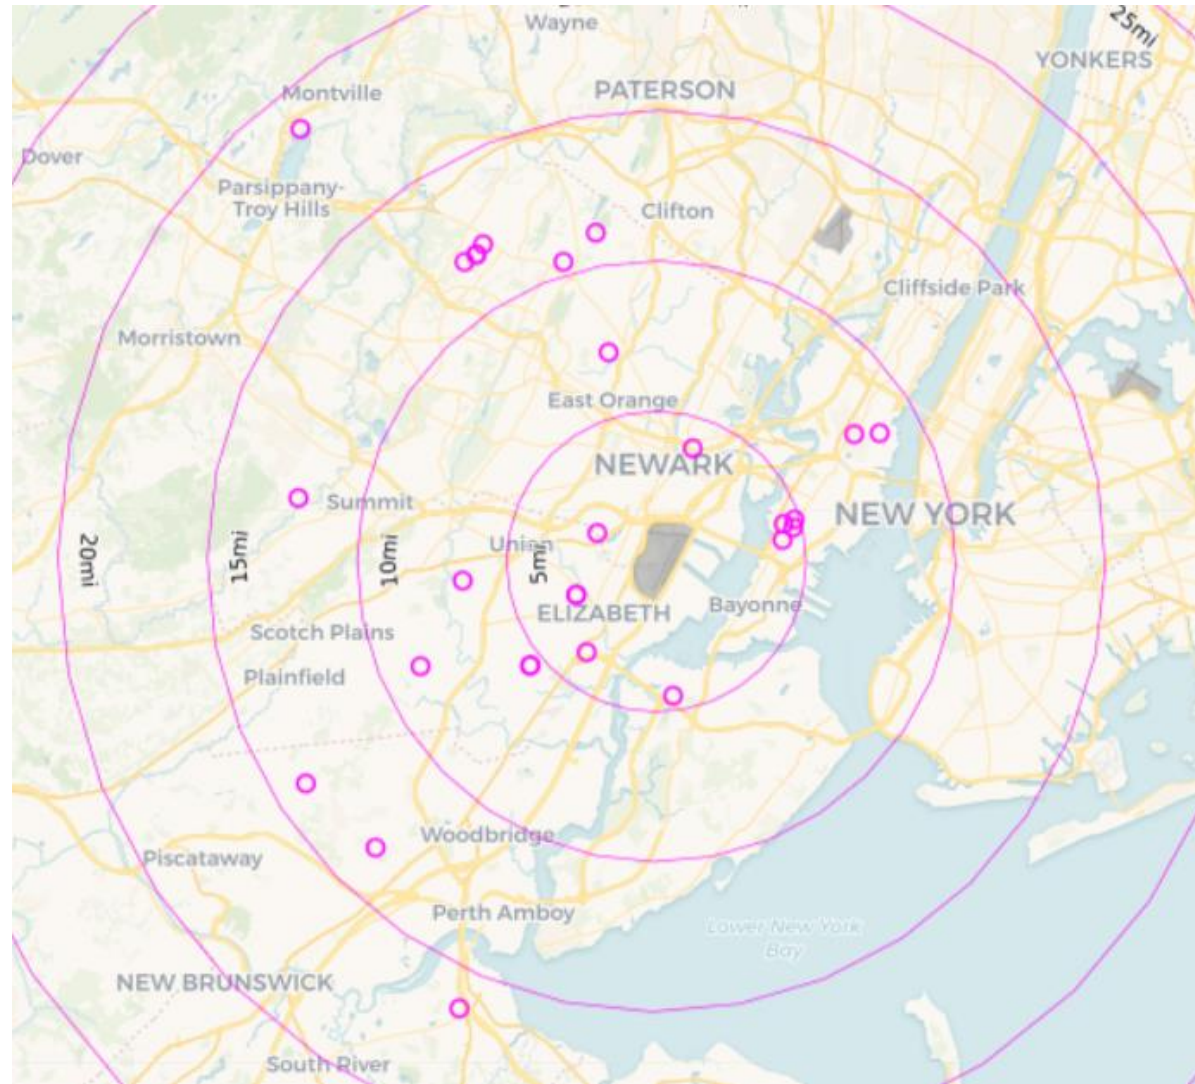 Wayne
25mi
YONKERS
Montville
PATERSON
Dover
Parsippany-
Troy Hills
Clifton
Cliffside Park
Morristown
East Orange
NEWARK
Summit
NEW YORK
Union
20mi
15mi
10mi
5mi
ELIZABETH
Bayonne
Scotch Plains
Plainfield
Woodbridge
Piscataway
Perth Amboy
Lower New York
Bay
NEW BRUNSWICK
South River